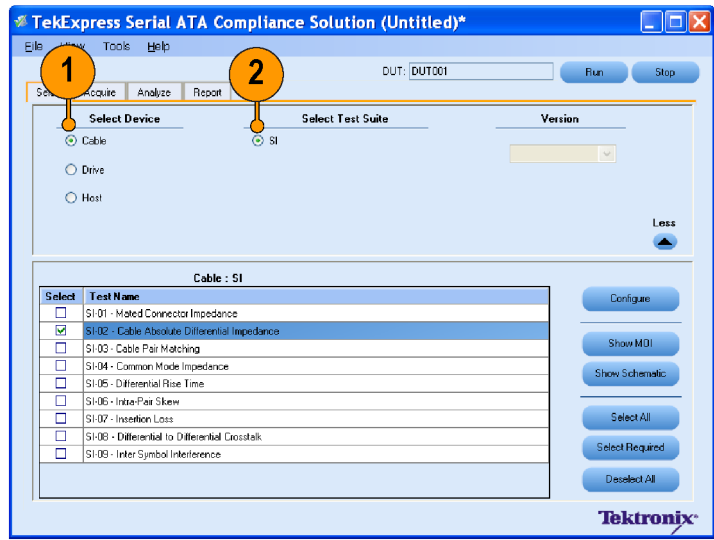 TekExpress Serial ATA Compliance Solution (Untitled)*
File View Tools Help
1
2
DUT: DUT001
Run Stop
Acquire Analyze Report
Select Device Select Test Suite Version
Cable SI
Drive
Host
Less
Cable : SI
Select Test Name
SI-01 - Mated Connector Impedance
SI-02 - Cable Absolute Differential Impedance
SI-03 - Cable Pair Matching
SI-04 - Common Mode Impedance
SI-05 - Differential Rise Time
SI-06 - Intra-Pair Skew
SI-07 - Insertion Loss
SI-08 - Differential to Differential Crosstalk
SI-09 - Inter Symbol Interference
Configure
Show MOI
Show Schematic
Select All
Select Required
Deselect All
Tektronix